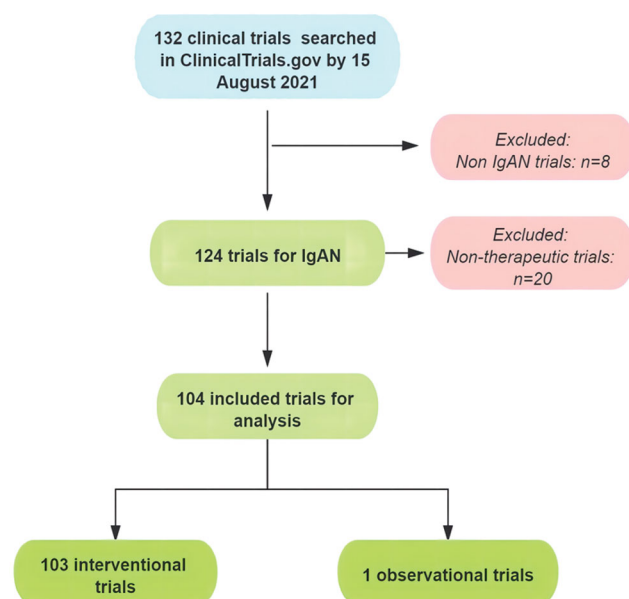 132 clinical trials searched
in ClinicalTrials.gov by 15
August 2021
Excluded:
Non IgAN trials: n=8
124 trials for IgAN
Excluded:
Non-therapeutic trials:
n=20
104 included trials for
analysis
103 interventional
trials
1 observational trials